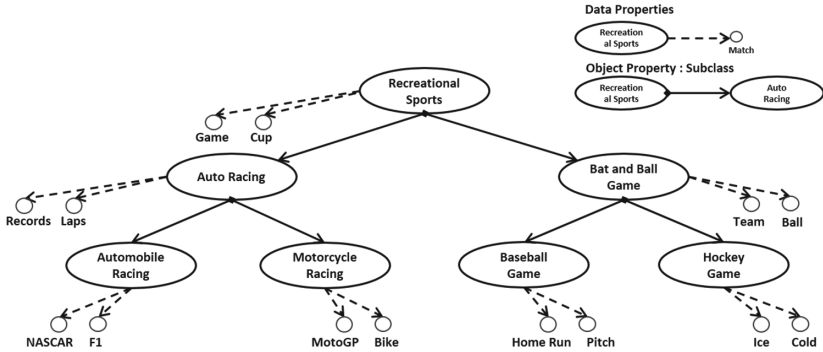 Data Properties
Recreation
al Sports
Match
Object Property : Subclass
Recreation
al Sports
Auto
Racing
Recreational
Sports
Game
Cup
Auto Racing
Bat and Ball
Game
Records
Laps
Team
Ball
Automobile
Racing
Motorcycle
Racing
Baseball
Game
Hockey
Game
NASCAR
F1
MotoGP
Bike
Home Run
Pitch
Ice
Cold